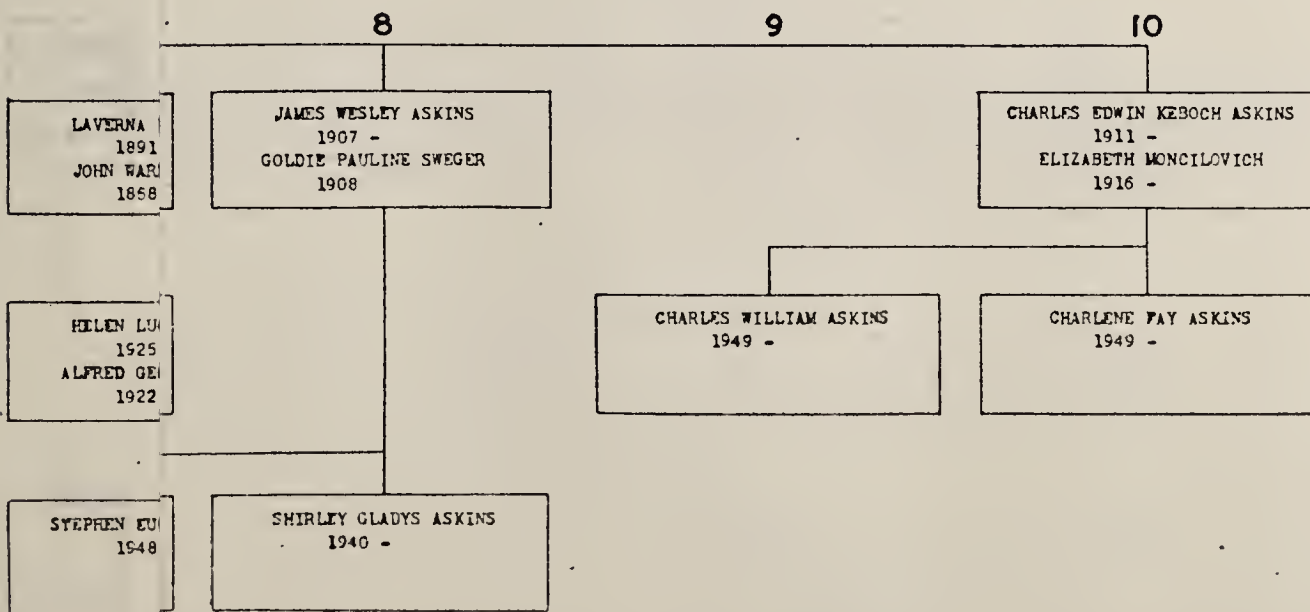 8
9
10
LAVERNA
1891
JOHN WAR
1868
JAMES WESLEY ASKINS
1907 -
GOLDIE PAULINE SWEGER
1908
CHARLES EDWIN KEBOCH ASKINS
1911 -
ELIZABETH MONCILOVICH
1916 -
HELEN LU
1925
ALFRED GE
1922
CHARLES WILLIAM ASKINS
1949 -
CHARLENE FAY ASKINS
1949 -
STEPHEN EU
1948
SHIRLEY GLADYS ASKINS
1940 -